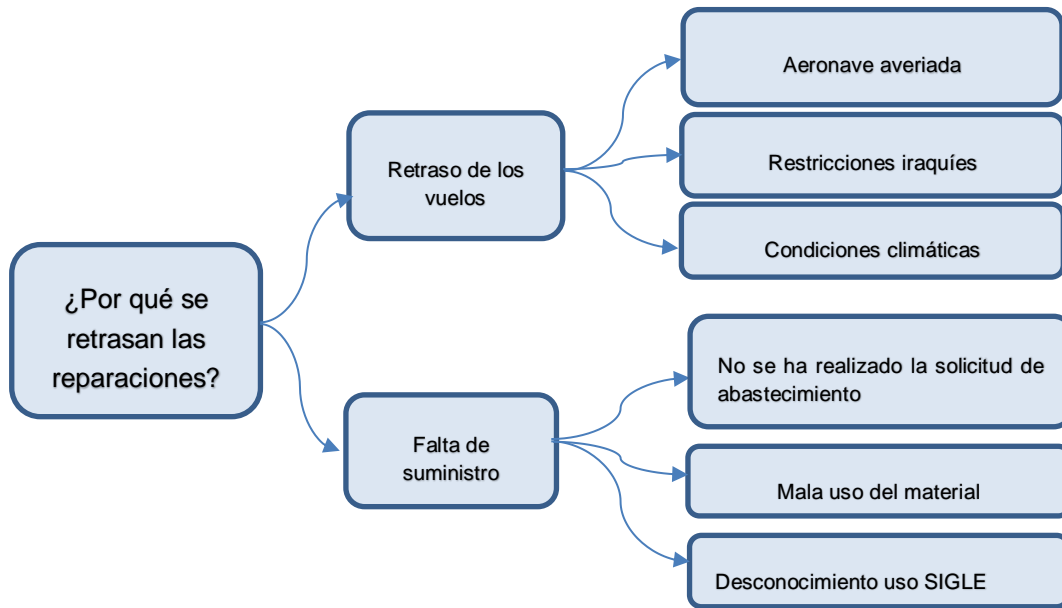 ¿Por qué se
retrasan las
reparaciones?
Retraso de los
vuelos
Aeronave averiada
Restricciones iraquíes
Condiciones climáticas
Falta de
suministro
No se ha realizado la solicitud de
abastecimiento
Mala uso del material
Desconocimiento uso SIGLE